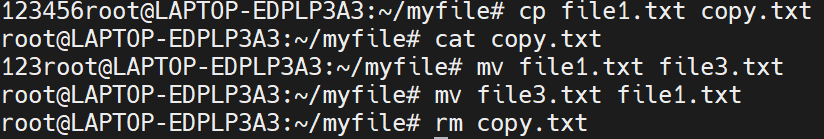 123456root@LAPTOP-EDPLP3A3:~/myfile# cp file1.txt copy.txt
root@LAPTOP-EDPLP3A3:~/myfile# cat copy.txt
123root@LAPTOP-EDPLP3A3:~/myfile# mv file1.txt file3.txt
root@LAPTOP-EDPLP3A3:~/myfile# mv file3.txt file1.txt
root@LAPTOP-EDPLP3A3:~/myfile# rm copy.txt